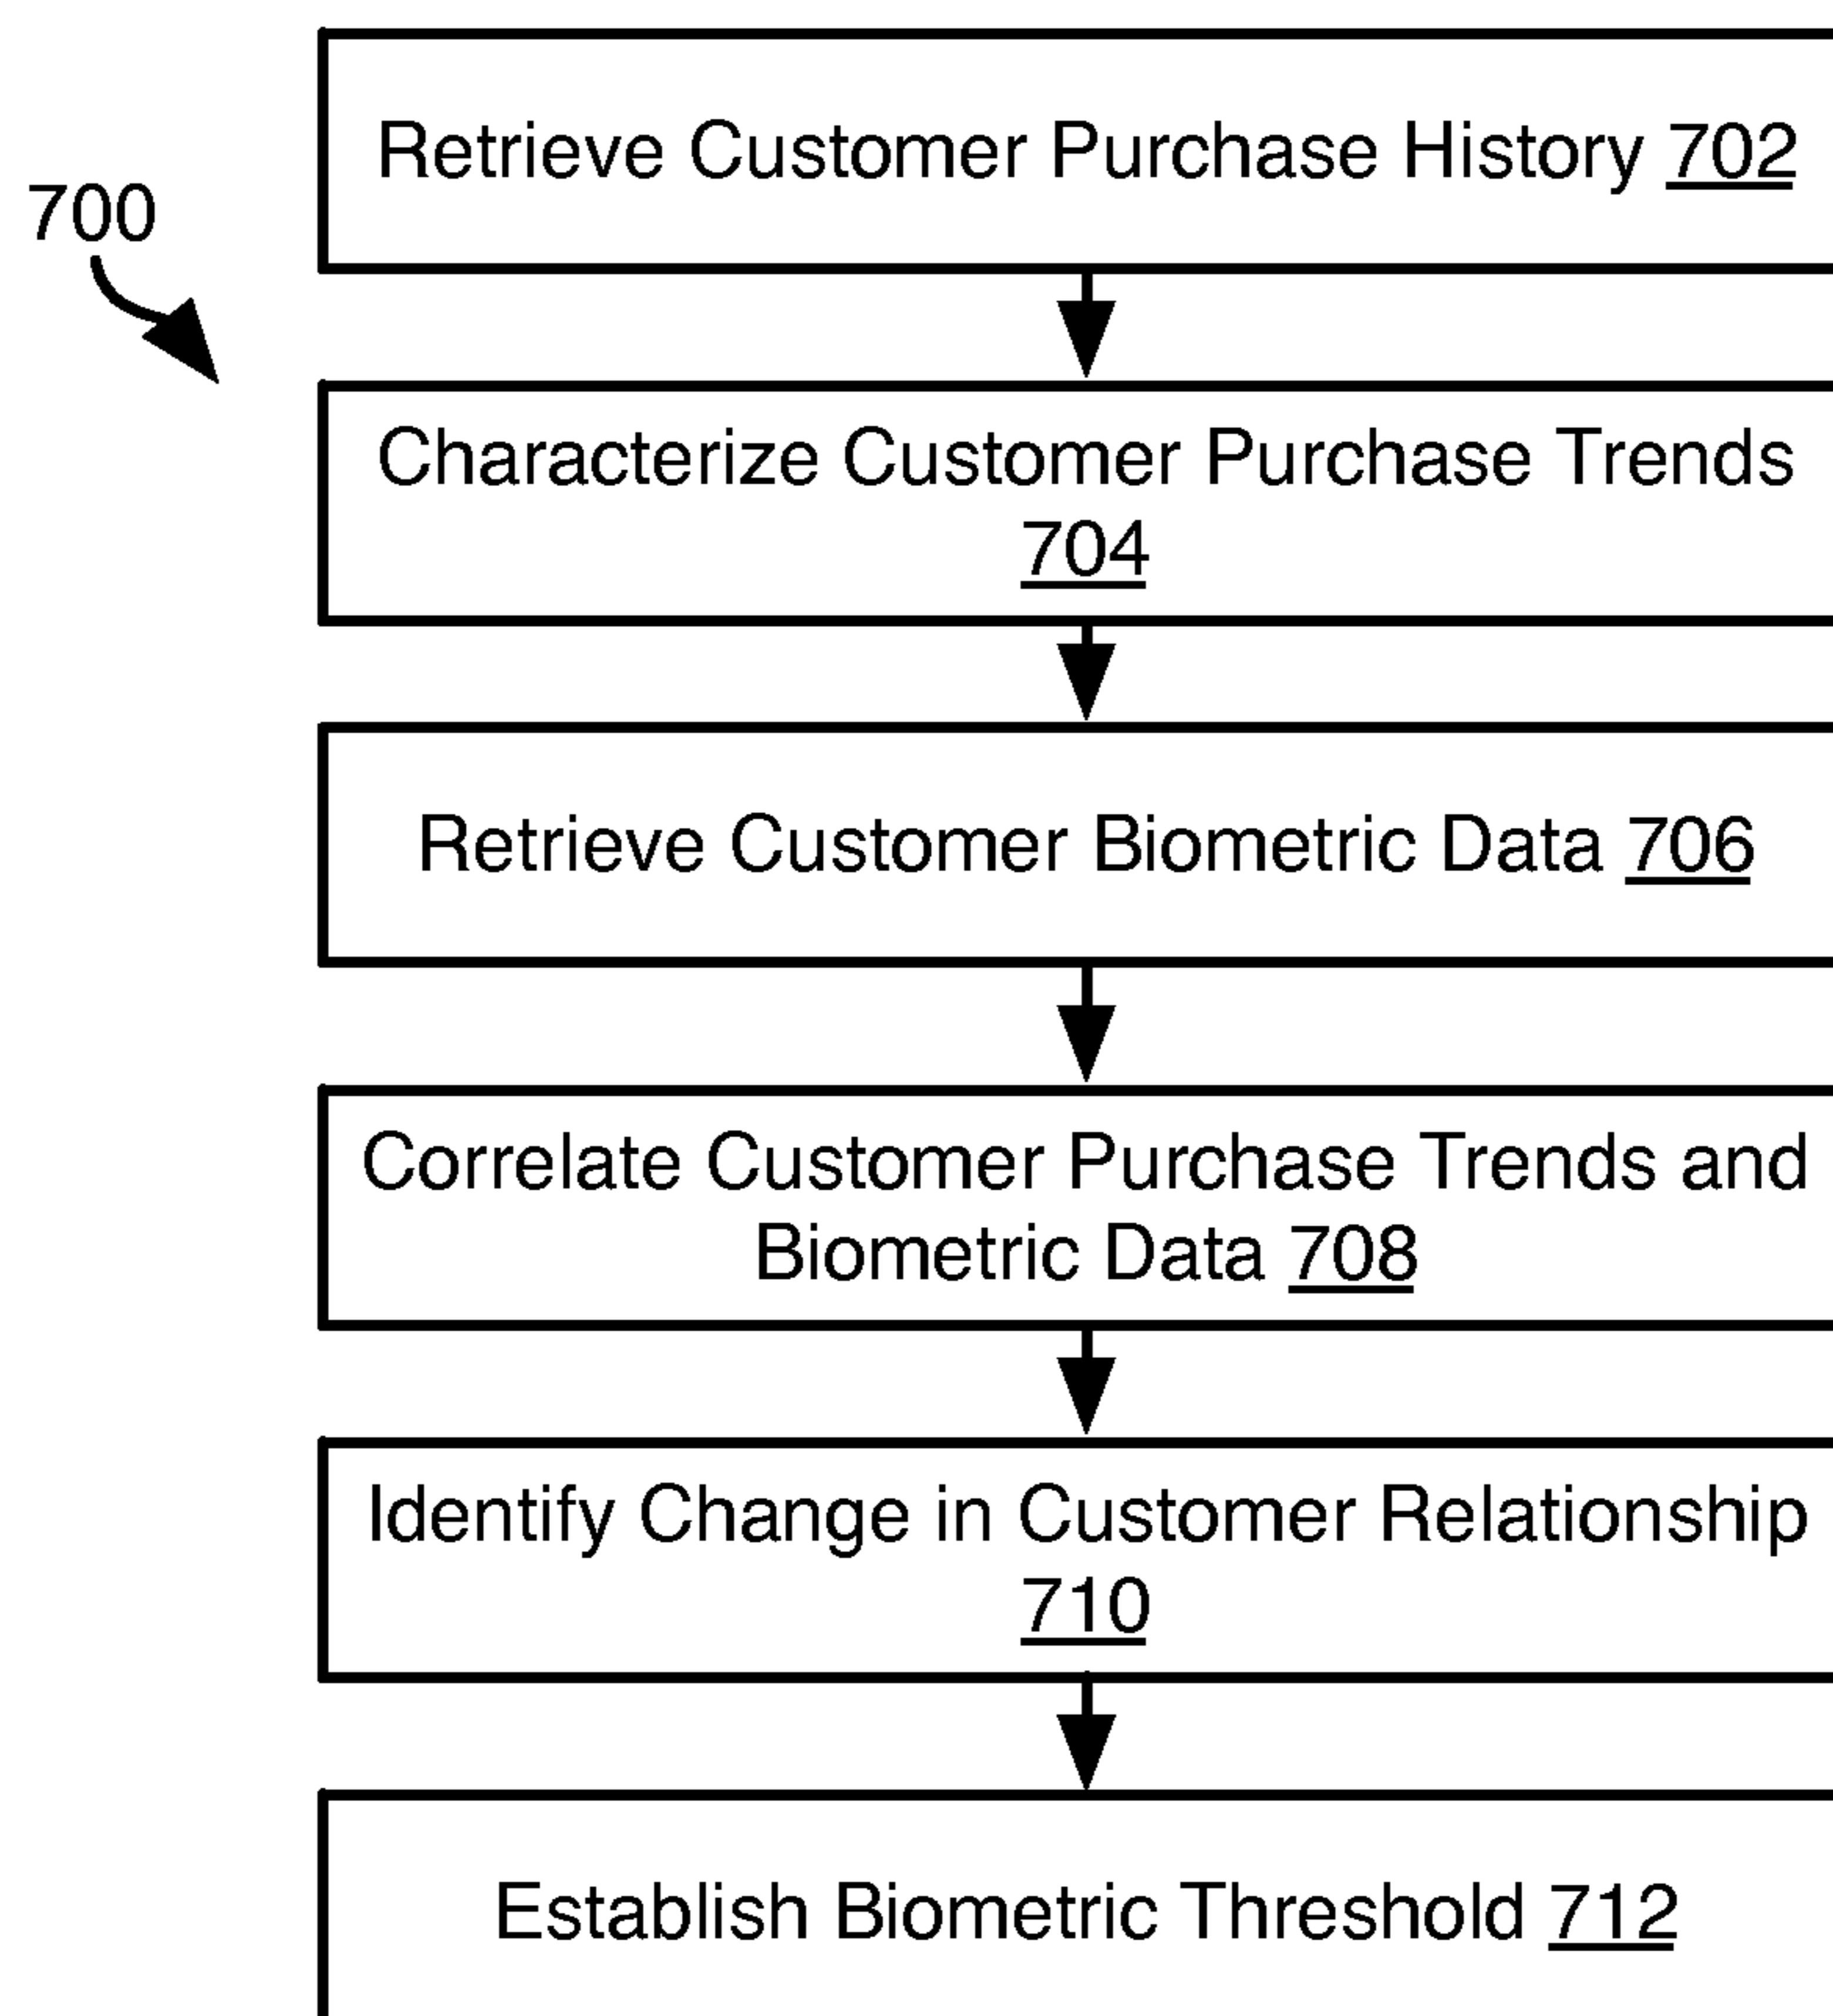 Retrieve Customer Purchase History 702
700
Characterize Customer Purchase Trends
704
Retrieve Customer Biometric Data 706
Correlate Customer Purchase Trends and
Biometric Data 708
Identify Change in Customer Relationship
710
Establish Biometric Threshold 712